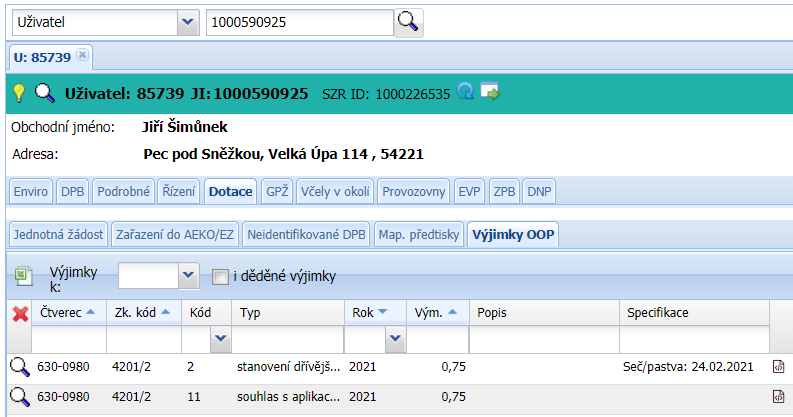 Uživatel 1000590925
U: 85739
Uživatel: 85739 JI:1000590925 SZR ID: 1000226535
Obchodní jméno: Jiří Šimůnek
Adresa: Pec pod Sněžkou, Velká Úpa 114 , 54221
Enviro DPB Podrobné Řízení Dotace GPŽ Včely v okolí Provozovny EVP ZPB DNP
Jednotná žádost Zařazení do AEKO/EZ Neidentifikované DPB Map. předtisky Výjimky OOP
Výjimky
k: i děděné výjimky
Čtverec Zk. kód Kód Typ Rok Vým. Popis Specifikace
630-0980 4201/2 2 stanovení dřívějš... 2021 0,75 Seč/pastva: 24.02.2021
630-0980 4201/2 11 souhlas s aplikac... 2021 0,75